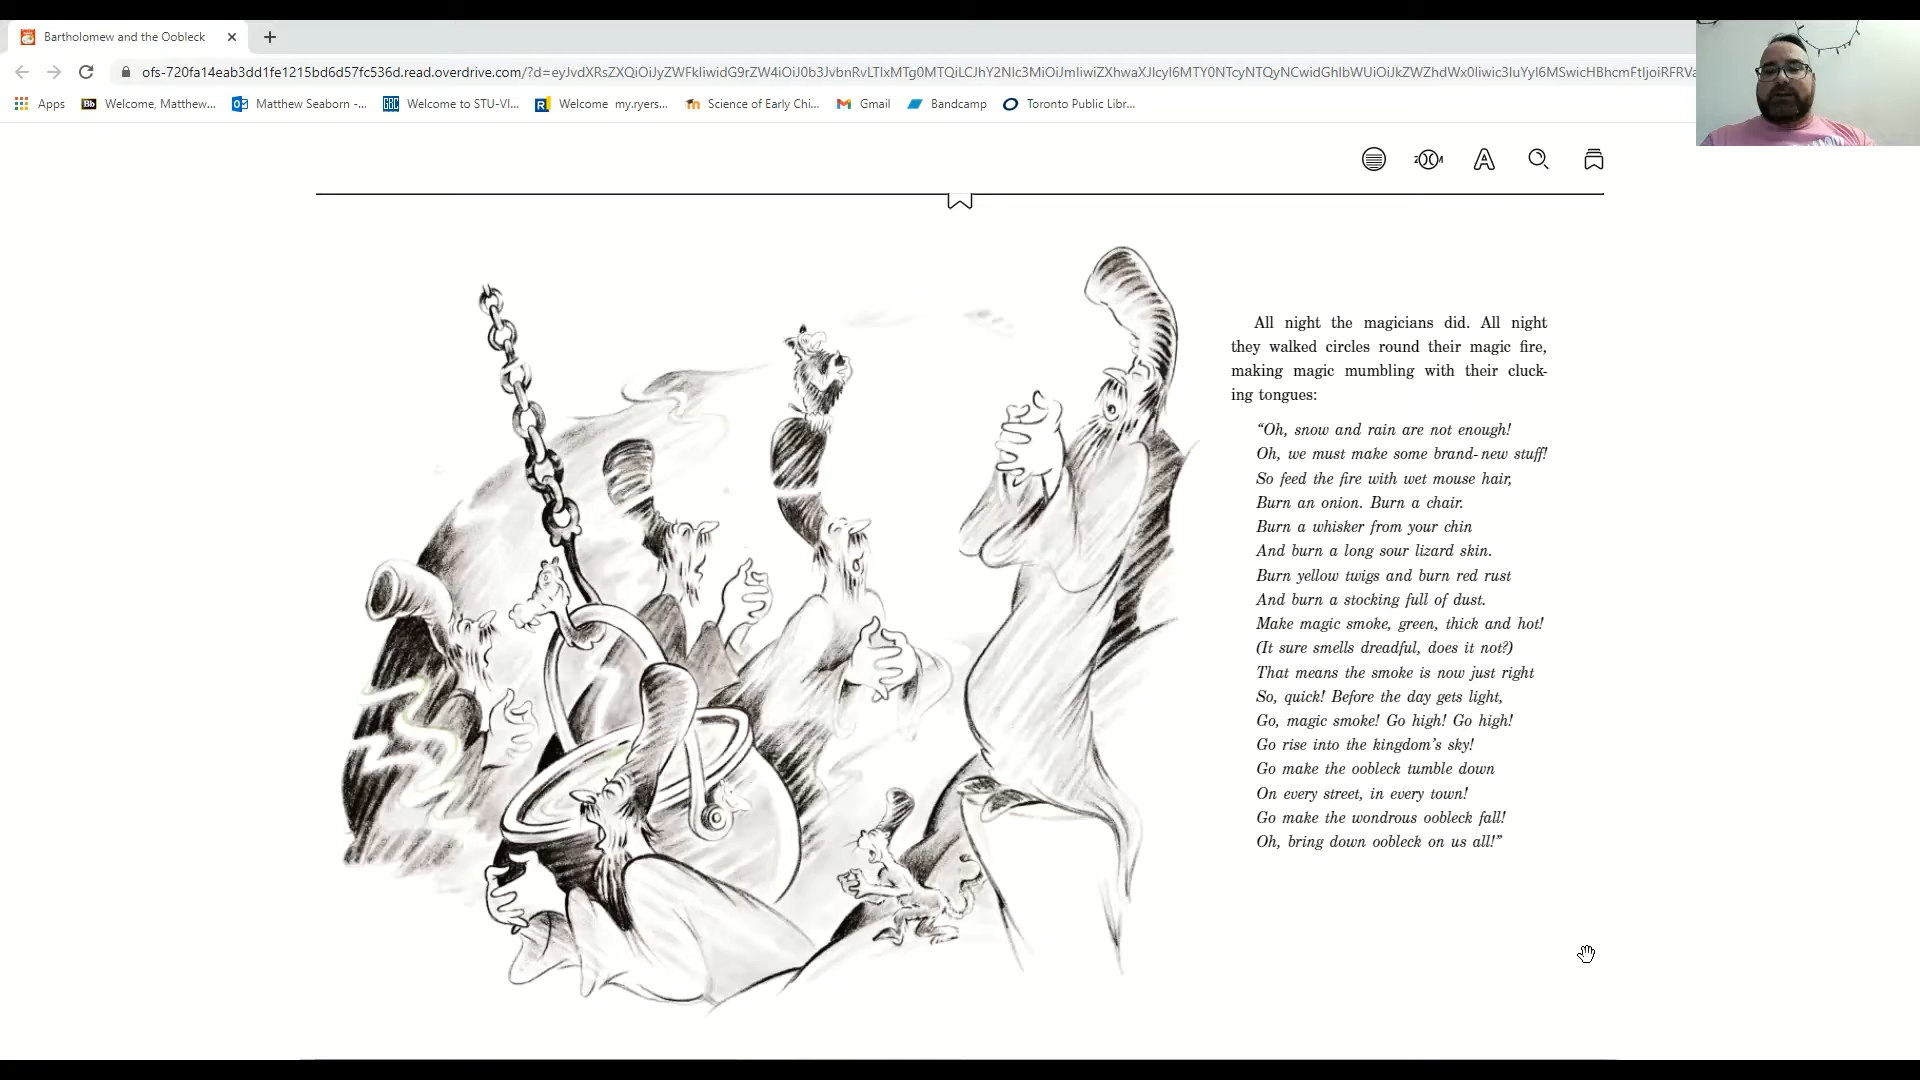 Bartholomew and the Oobleck
Apps
Welcome, Matthew...
Matthew Seaborn -...
Welcome to STU-VI...
Welcome my.ryers...
Science of Early Chi...
Gmail
Bandcamp
Toronto Public Libr...
All night the magicians did. All night
they walked circles round their magic fire,
making magic mumbling with their cluck-
ing tongues:
“Oh, snow and rain are not enough!
Oh, we must make some brand-new stuff!
So feed the fire with wet mouse hair,
Burn an onion. Burn a chair.
Burn a whisker from your chin
And burn a long sour lizard skin.
Burn yellow twigs and burn red rust
And burn a stocking full of dust.
Make magic smoke, green, thick and hot!
(It sure smells dreadful, does it not?)
That means the smoke is now just right
So, quick! Before the day gets light,
Go, magic smoke! Go high! Go high!
Go rise into the kingdom’s sky!
Go make the oobleck tumble down
On every street, in every town!
Go make the wondrous oobleck fall!
Oh, bring down oobleck on us all!”